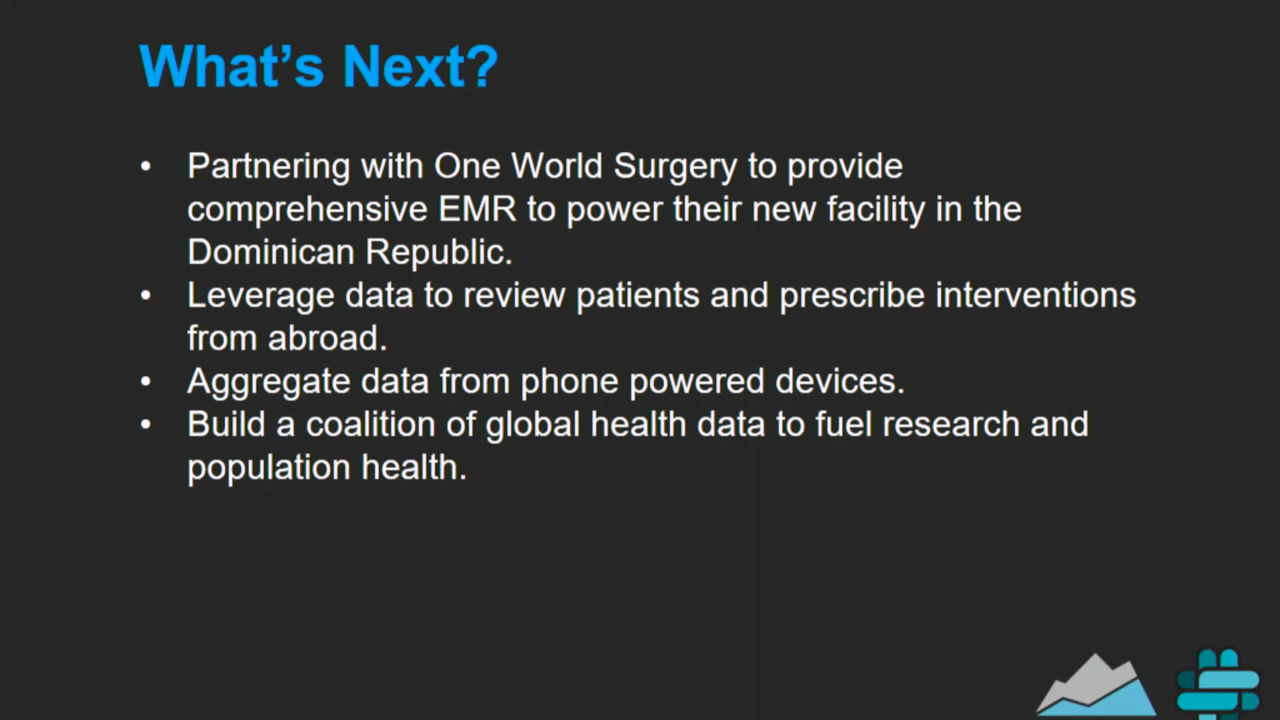 What’s Next?
• Partnering with One World Surgery to provide
comprehensive EMR to power their new facility in the
Dominican Republic.
• Leverage data to review patients and prescribe interventions
from abroad.
• Aggregate data from phone powered devices.
• Build a coalition of global health data to fuel research and
population health.